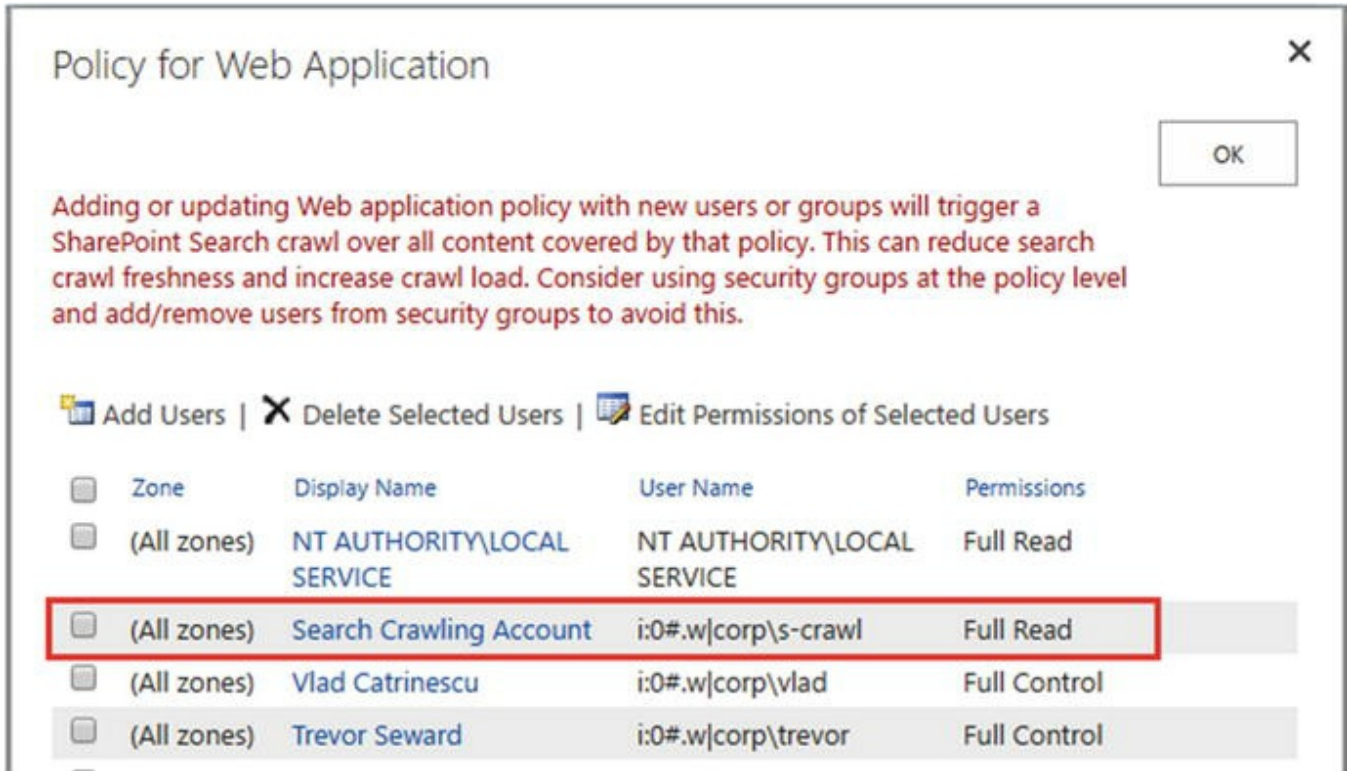 Policy for Web Application
OK
Adding or updating Web application policy with new users or groups will trigger a
SharePoint Search crawl over all content covered by that policy. This can reduce search
crawl freshness and increase crawl load. Consider using security groups at the policy level
and add/remove users from security groups to avoid this.
Add Users | Delete Selected Users | Edit Permissions of Selected Users
Zone Display Name User Name Permissions
(All zones) NT AUTHORITY\LOCAL NT AUTHORITY\LOCAL Full Read
SERVICE SERVICE
(All zones) Search Crawling Account i:0#.w|corp\s-crawl Full Read
(All zones) Vlad Catrinescu i:0#.w|corp\vlad Full Control
(All zones) Trevor Seward i:0#.w|corp\trevor Full Control